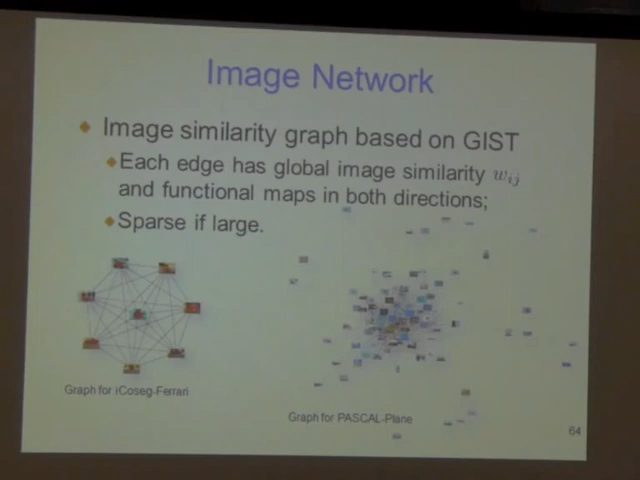 Image Network
Image similarity graph based on GIST
Each edge has global image similarity w_ij
and functional maps in both directions;
Sparse if large.
Graph for iCoseg-Ferrari
Graph for PASCAL-Plane
64